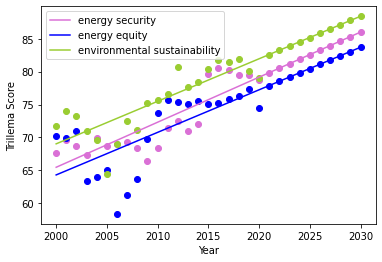 energy security
energy equity
environmental sustainability
Trillema Score
85
80
75
70
65
60
2000
2005
2010
2015
2020
2025
2030
Year